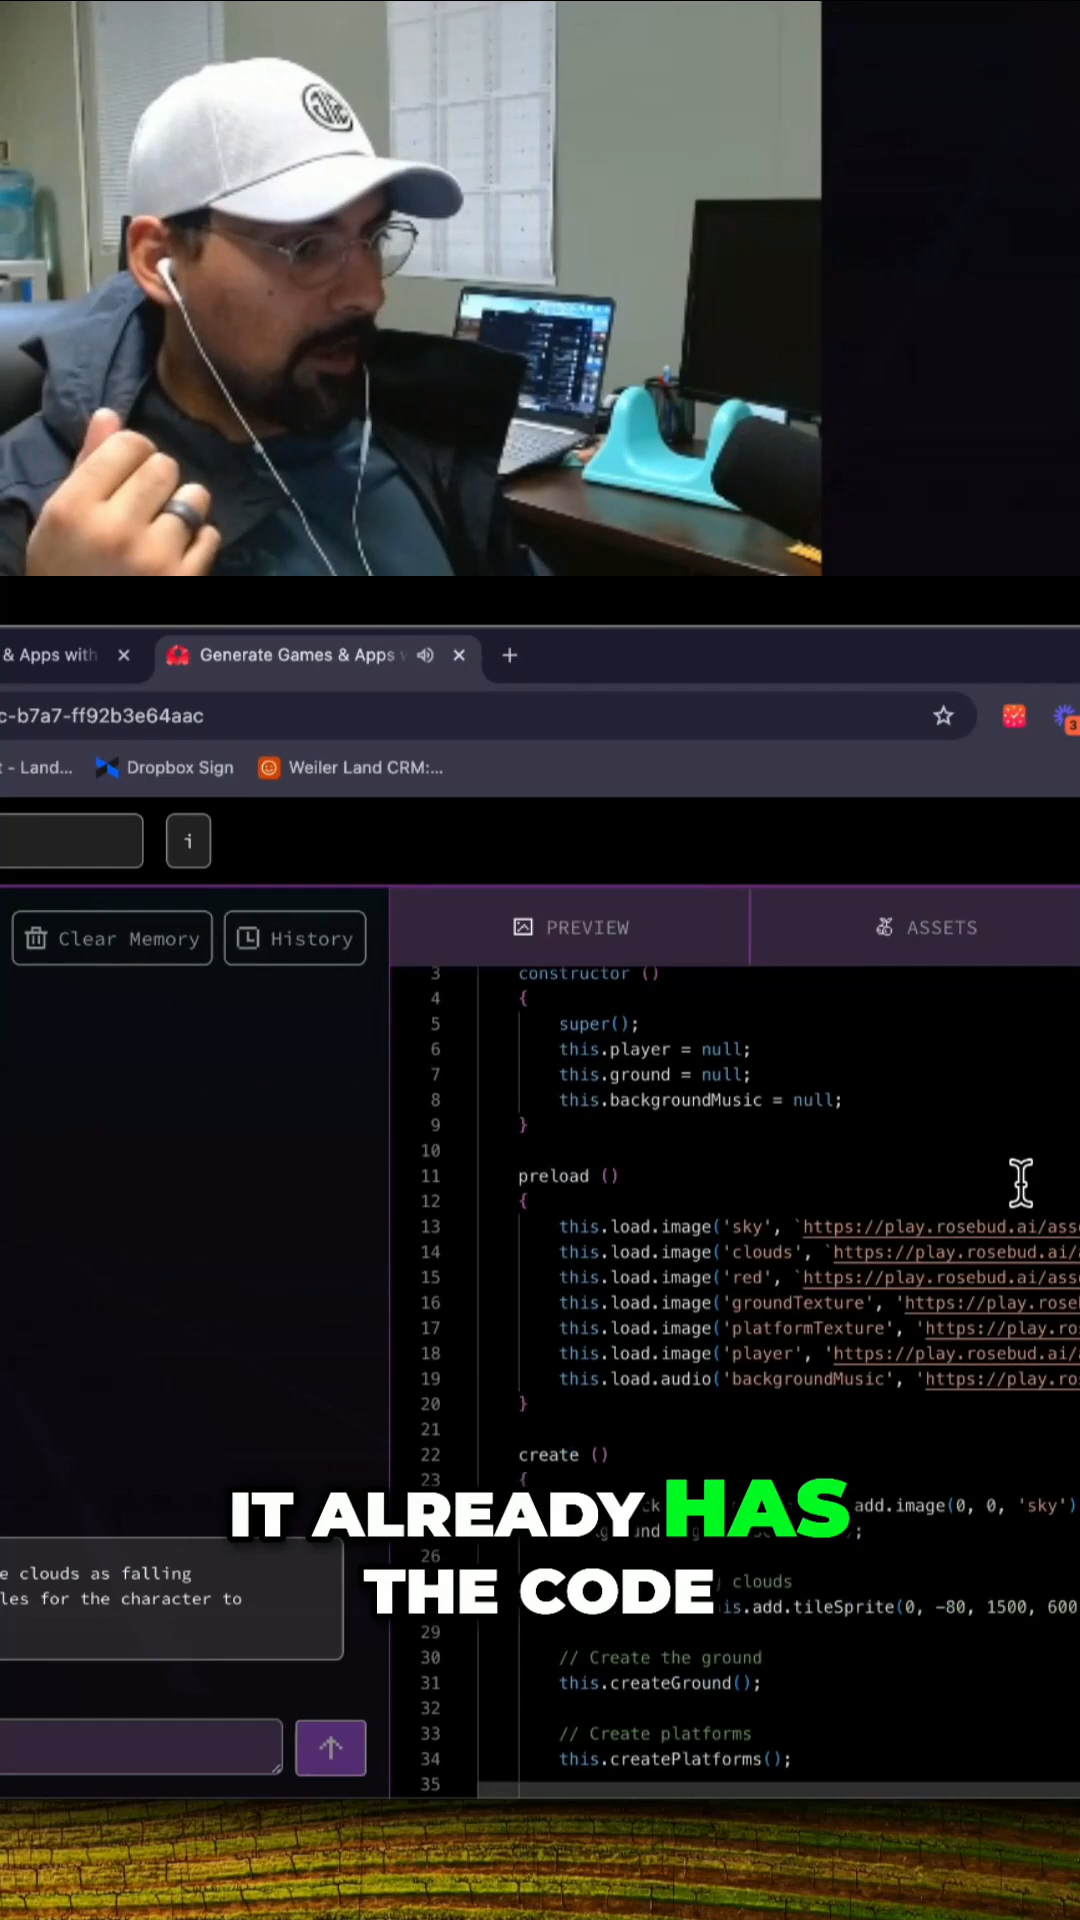 & Apps with
Generate Games & Apps
c-b7a7-ff92b3e64aac
3
t - Land...
Dropbox Sign
Weiler Land CRM:...
i
Clear Memory
History
PREVIEW
ASSETS
3 constructor ()
4 {
5 super();
6 this.player = null;
7 this.ground = null;
8 this.backgroundMusic = null;
9 }
10
11 preload ()
12 {
13 this.load.image('sky', `https://play.rosebud.ai/asse
14 this.load.image('clouds', `https://play.rosebud.ai/a
15 this.load.image('red', `https://play.rosebud.ai/asse
16 this.load.image('groundTexture', 'https://play.roseb
17 this.load.image('platformTexture', 'https://play.ros
18 this.load.image('player', 'https://play.rosebud.ai/a
19 this.load.audio('backgroundMusic', 'https://play.ros
20 }
21
22 create ()
23 {
add.image(0, 0, 'sky')
IT ALREADY HAS
THE CODE
26
clouds
is.add.tileSprite(0, -80, 1500, 600
29
30 // Create the ground
31 this.createGround();
32
33 // Create platforms
34 this.createPlatforms();
35
e clouds as falling
les for the character to